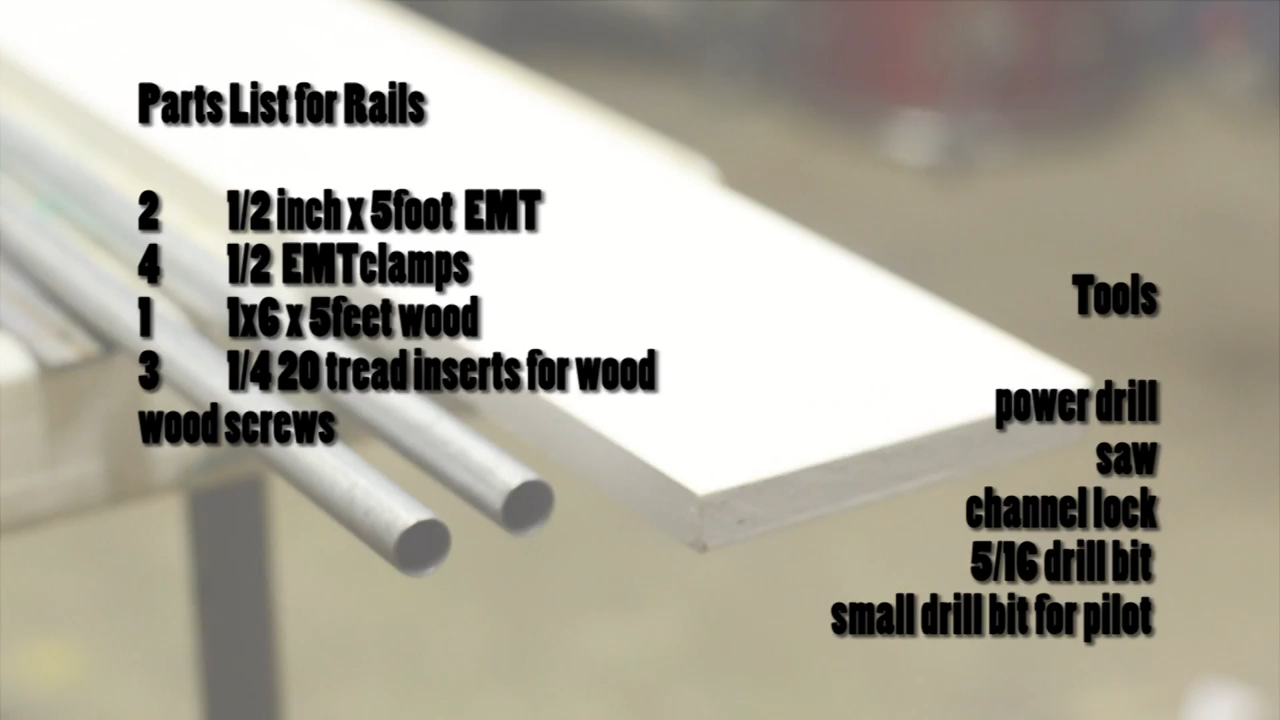 Parts List for Rails
2 1/2 inch x 5foot EMT
4 1/2 EMT clamps
1 1x6 x 5feet wood
3 1/4 20 tread inserts for wood
wood screws
Tools
power drill
saw
channel lock
5/16 drill bit
small drill bit for pilot